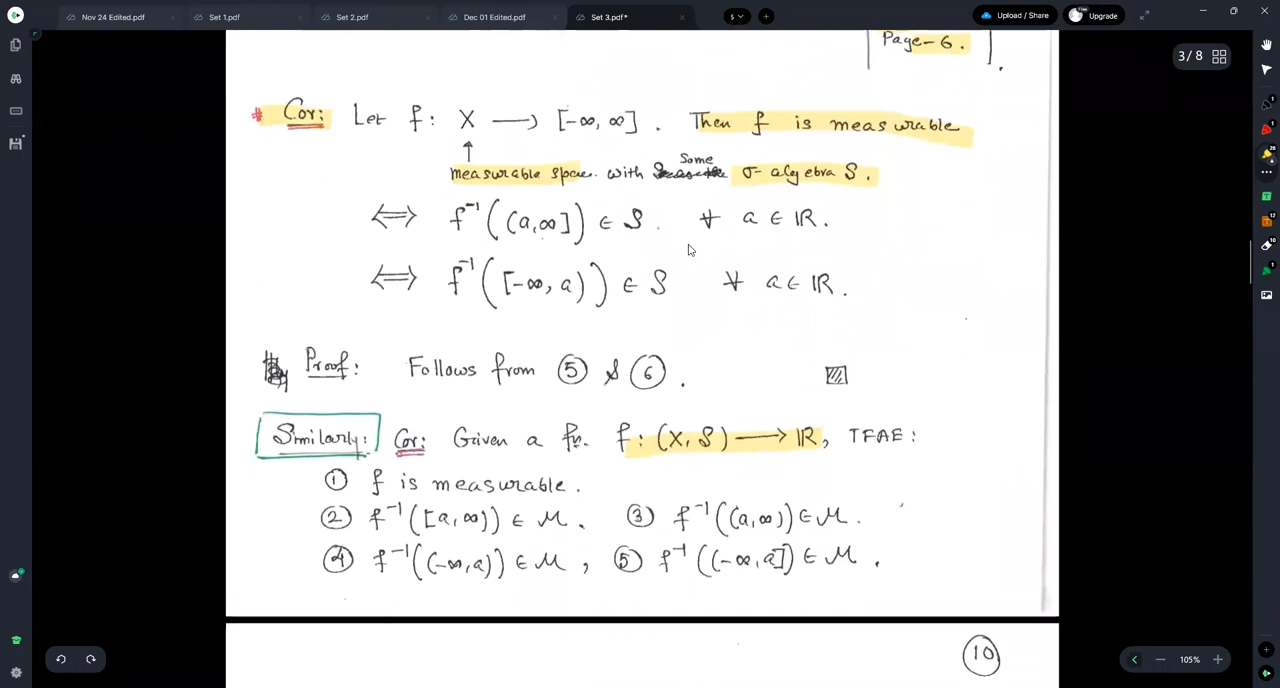 Nov 24 Edited.pdf Set 1.pdf Set 2.pdf Dec 01 Edited.pdf Set 3.pdf* 5 Upload / Share Upgrade
Page-6.
3/8
# Cor: Let f: X ⟶ [-∞, ∞]. Then f is measurable
↑ Some
measurable space. with σ-algebra S.
⟺ f⁻¹((a,∞]) ∈ S. ∀ a ∈ ℝ.
⟺ f⁻¹([-∞, a)) ∈ S ∀ a ∈ ℝ.
Proof: Follows from ⑤ & ⑥.
Similarly: Cor: Given a fn. f: (X, S) ⟶ ℝ, TFAE:
① f is measurable.
② f⁻¹([a, ∞)) ∈ M. ③ f⁻¹((a, ∞)) ∈ M.
④ f⁻¹((-∞, a)) ∈ M, ⑤ f⁻¹((-∞, a]) ∈ M.
⑩
105%